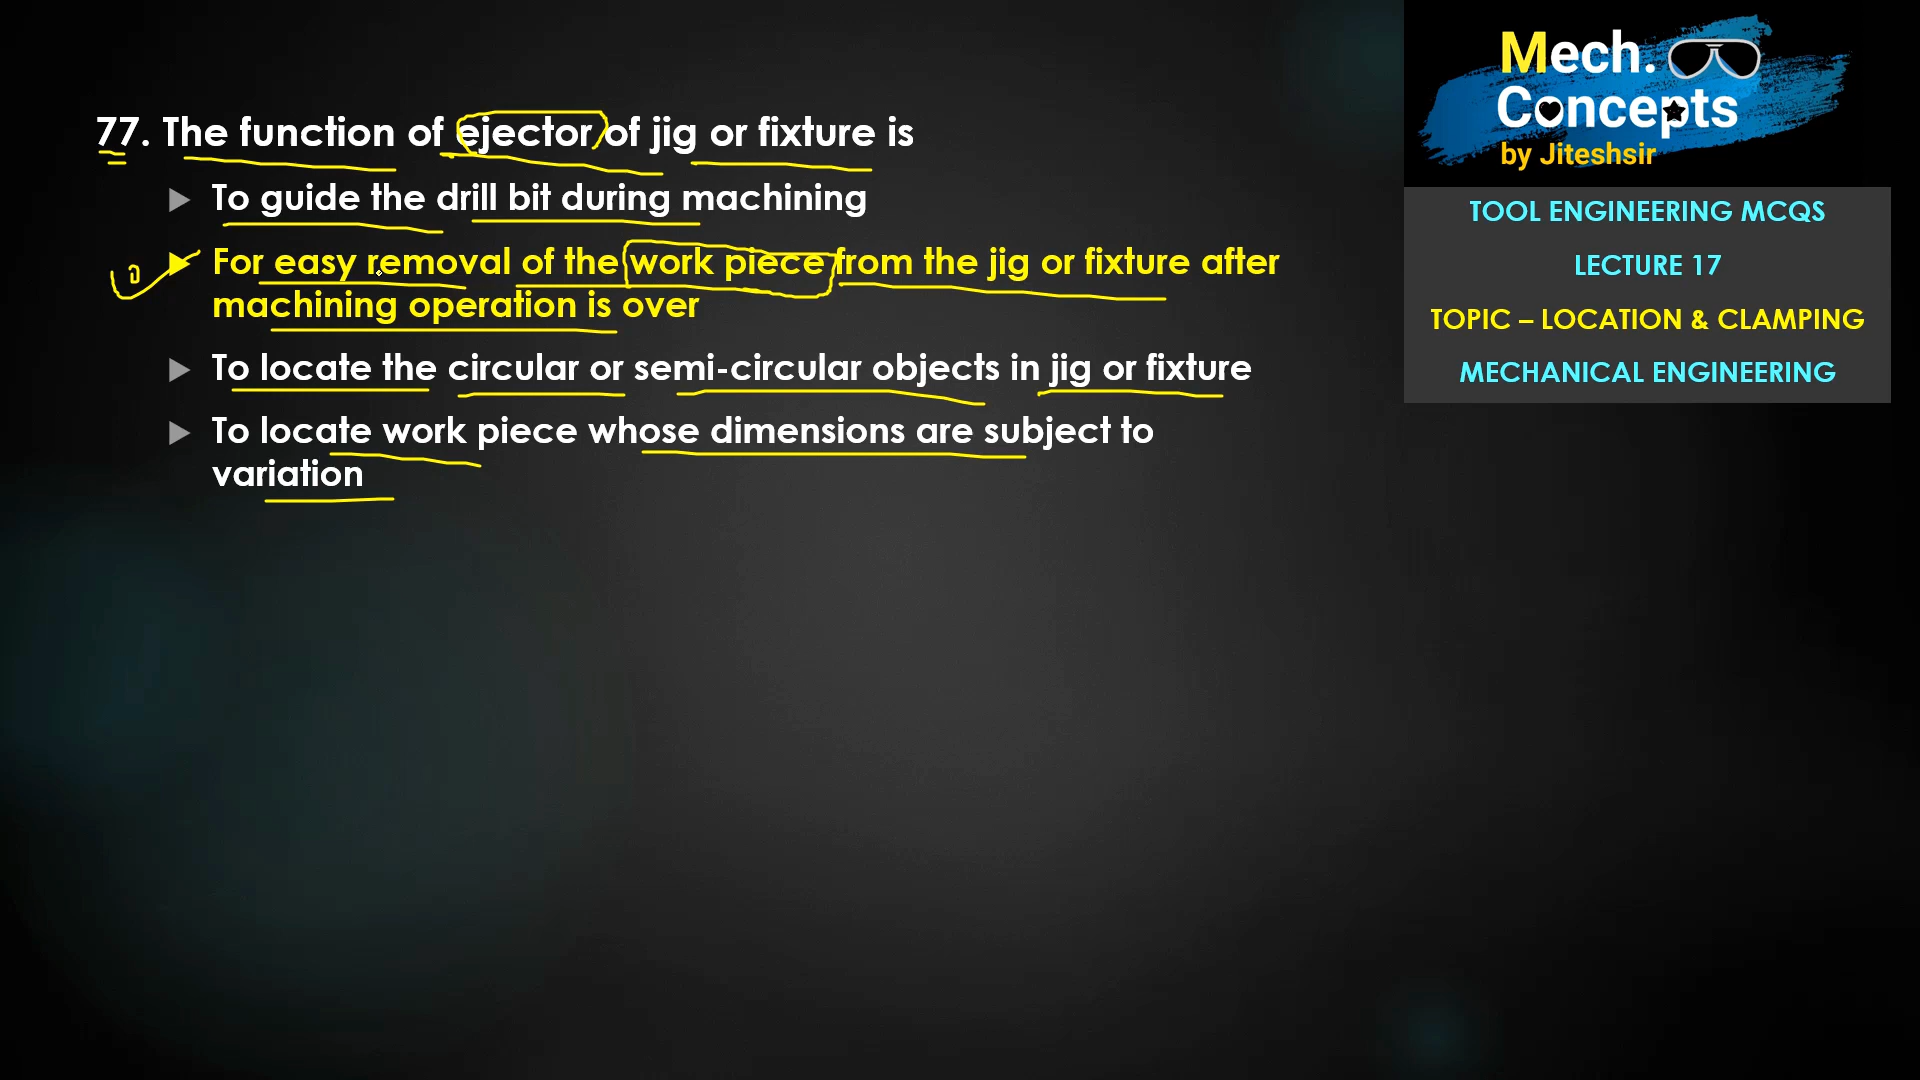 77. The function of ejector of jig or fixture is
To guide the drill bit during machining
For easy removal of the work piece from the jig or fixture after
machining operation is over
To locate the circular or semi-circular objects in jig or fixture
To locate work piece whose dimensions are subject to
variation
Mech.
Concepts
by Jiteshsir
TOOL ENGINEERING MCQS
LECTURE 17
TOPIC – LOCATION & CLAMPING
MECHANICAL ENGINEERING